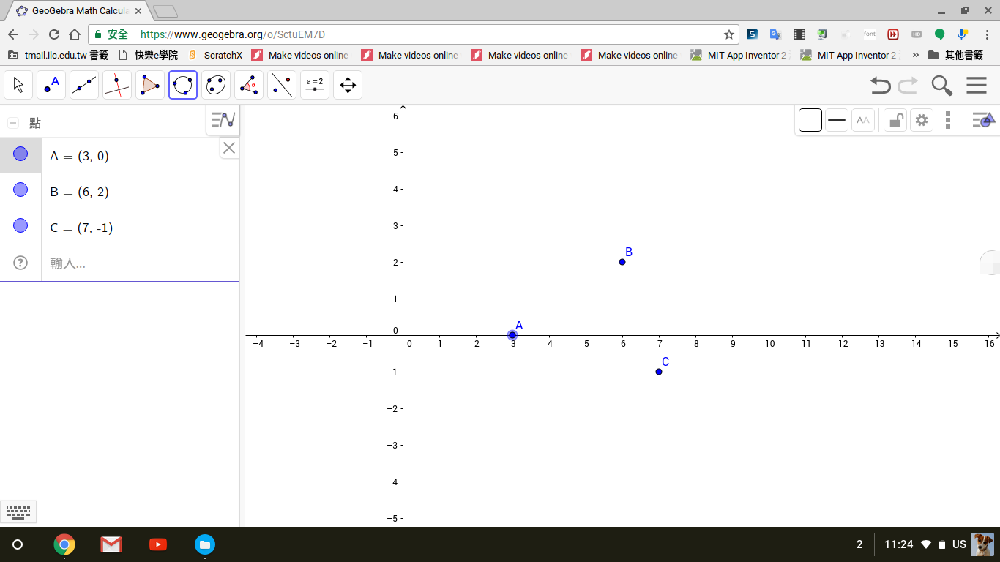 GeoGebra Math Calcula
安全 https://www.geogebra.org/o/SctuEM7D
S font HD
tmail.ilc.edu.tw 書籤 快樂e學院 ScratchX Make videos online Make videos online Make videos online Make videos online MIT App Inventor 2 MIT App Inventor 2 » 其他書籤
A α a=2
點
AA
A = (3, 0)
B = (6, 2)
C = (7, -1)
輸入...
6
5
4
3
2
1
0
−1
−2
−3
−4
−5
−4 −3 −2 −1 0 1 2 3 4 5 6 7 8 9 10 11 12 13 14 15 16
B
A
C
2 11:24 US